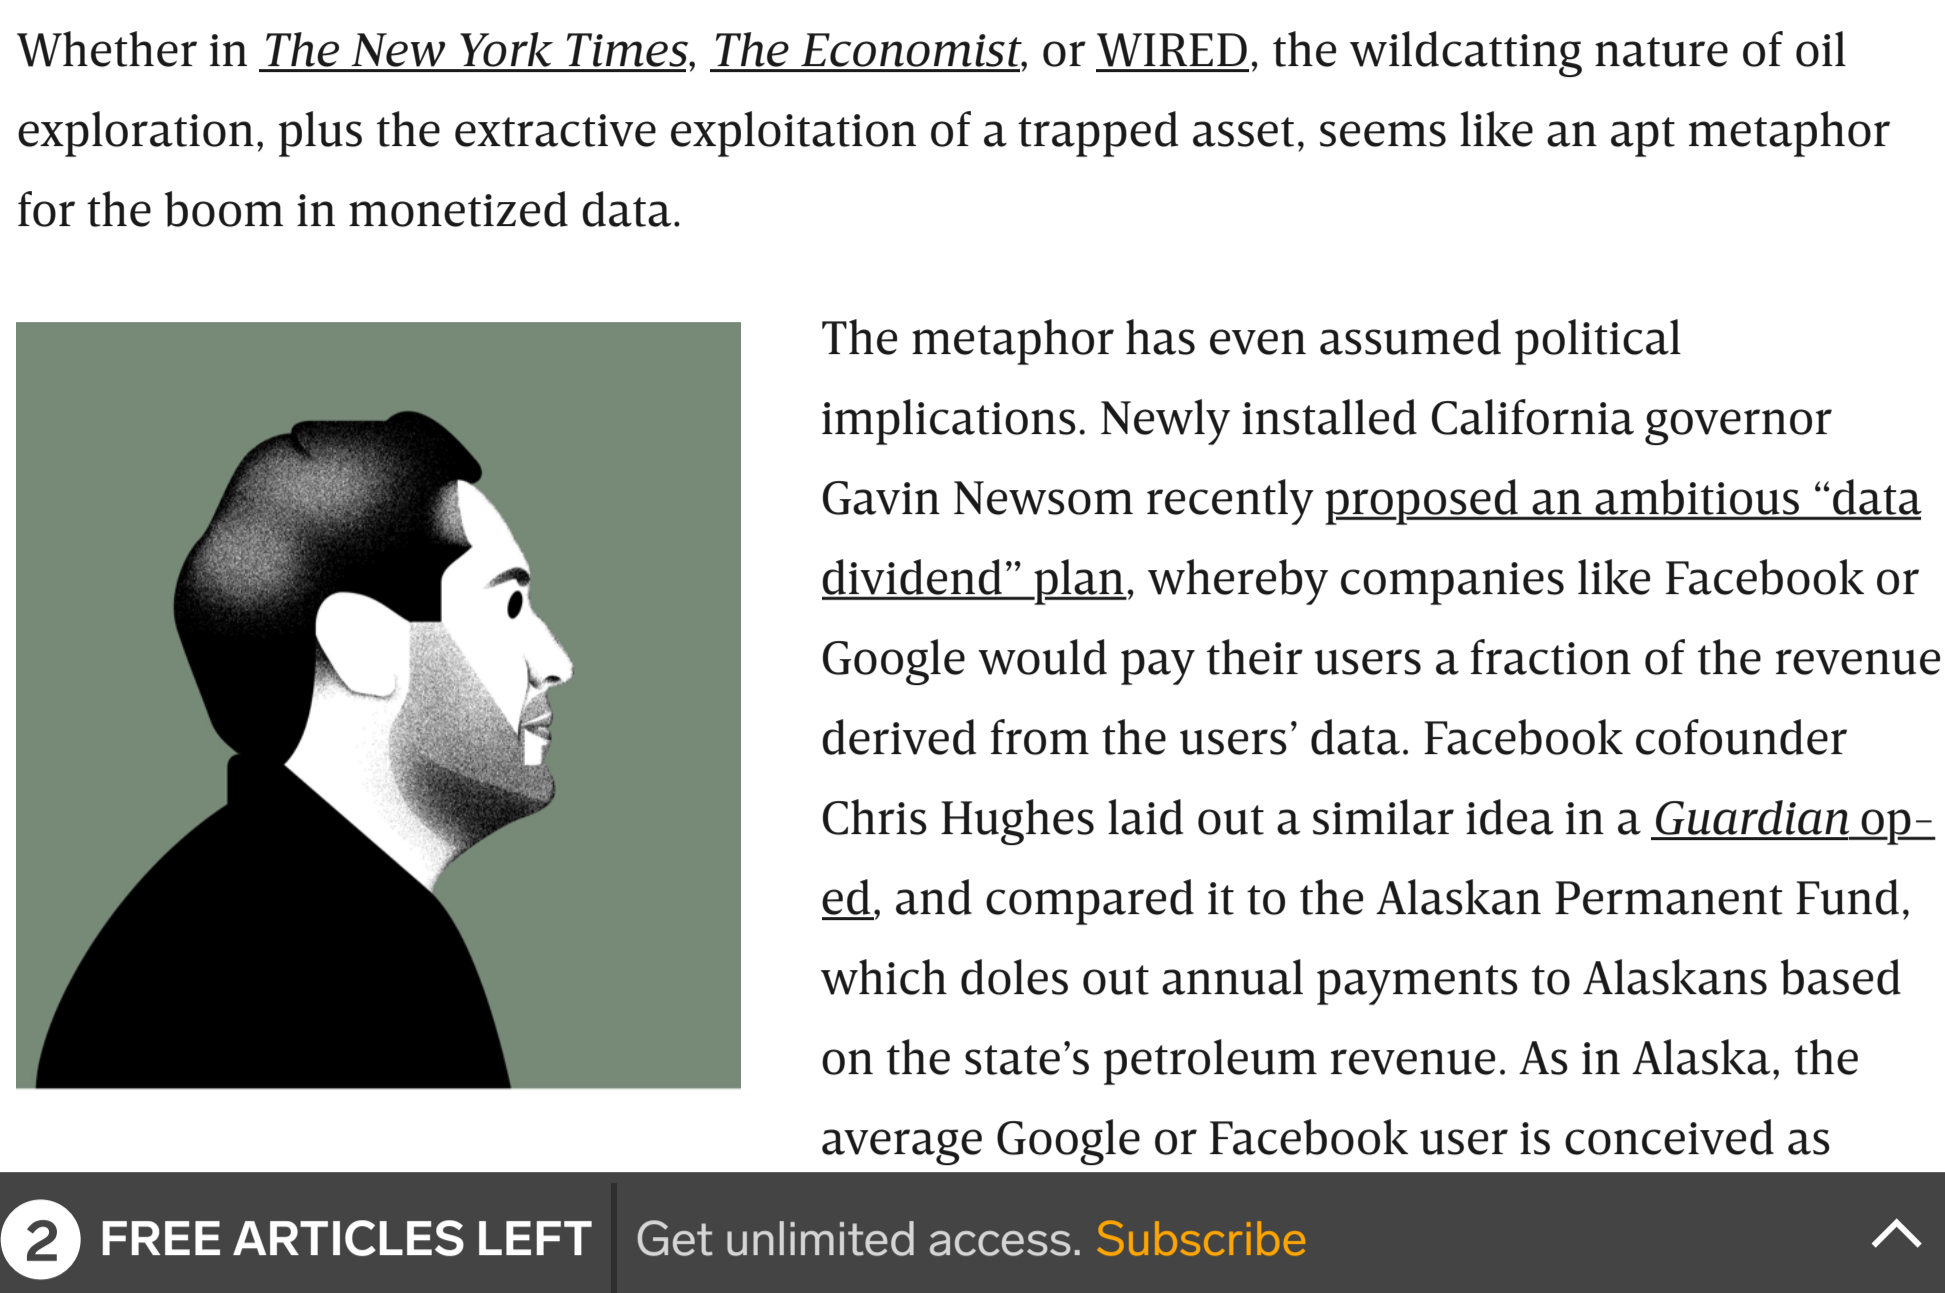 Whether in The New York Times, The Economist, or WIRED, the wildcatting nature of oil
exploration, plus the extractive exploitation of a trapped asset, seems like an apt metaphor
for the boom in monetized data.
The metaphor has even assumed political
implications. Newly installed California governor
Gavin Newsom recently proposed an ambitious “data
dividend” plan, whereby companies like Facebook or
Google would pay their users a fraction of the revenue
derived from the users’ data. Facebook cofounder
Chris Hughes laid out a similar idea in a Guardian op-
ed, and compared it to the Alaskan Permanent Fund,
which doles out annual payments to Alaskans based
on the state’s petroleum revenue. As in Alaska, the
average Google or Facebook user is conceived as
2 FREE ARTICLES LEFT Get unlimited access. Subscribe